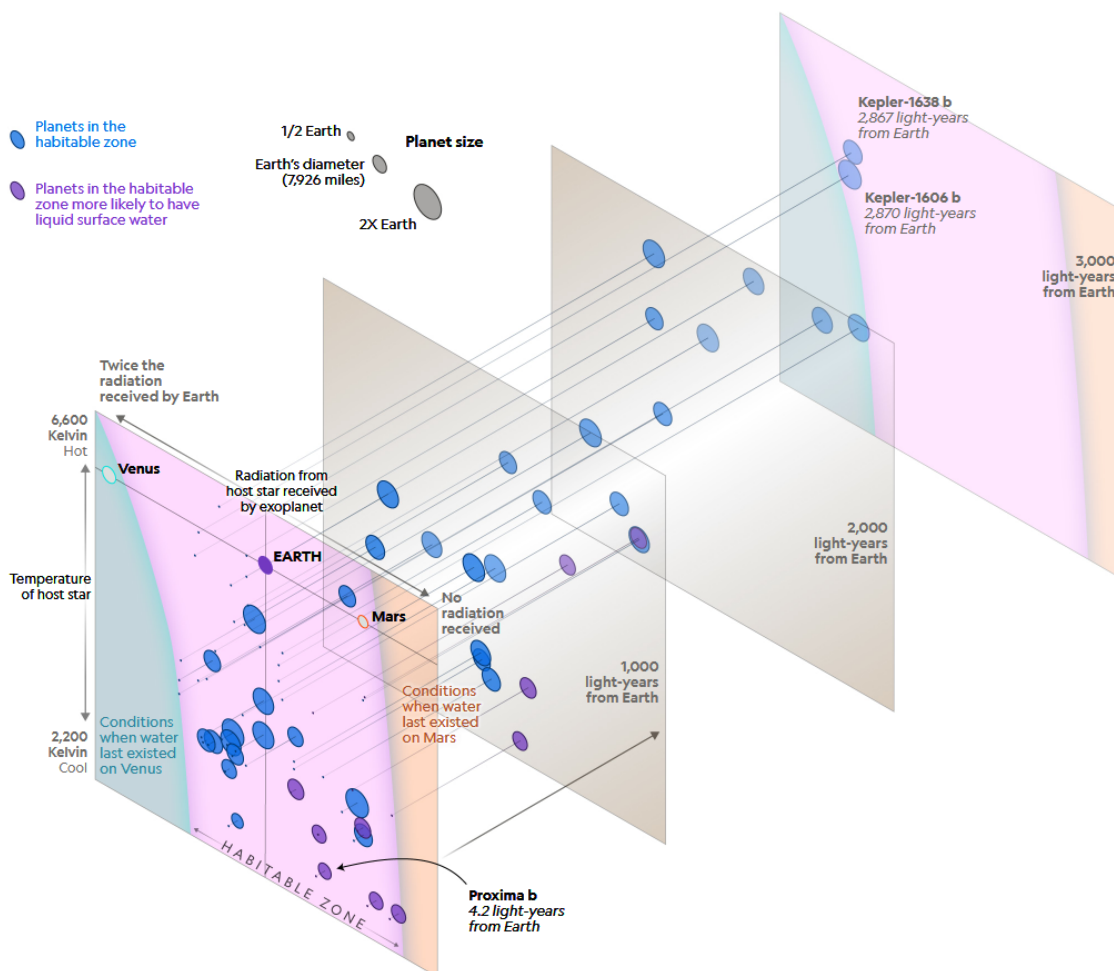 Planets in the
habitable zone
Planets in the habitable
zone more likely to have
liquid surface water
1/2 Earth
Planet size
Earth's diameter
(7,926 miles)
2X Earth
Kepler-1638 b
2,867 light-years
from Earth
Kepler-1606 b
2,870 light-years
from Earth
3,000
light-years
from Earth
2,000
light-years
from Earth
1,000
light-years
from Earth
Twice the
radiation
received by Earth
6,600
Kelvin
Hot
Venus
Radiation from
host star received
by exoplanet
EARTH
Temperature
of host star
Mars
No
radiation
received
Conditions
when water
last existed
on Mars
2,200
Kelvin
Cool
Conditions
when water
last existed
on Venus
HABITABLE ZONE
Proxima b
4.2 light-years
from Earth